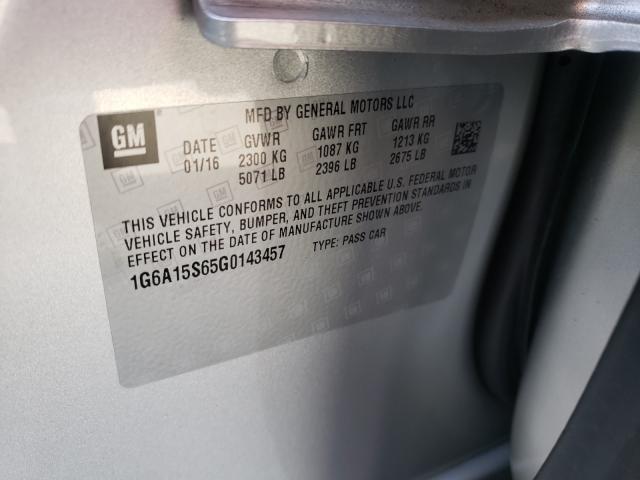 GM
MFD BY GENERAL MOTORS LLC
DATE GVWR GAWR FRT GAWR RR
01/16 2300 KG 1087 KG 1213 KG
5071 LB 2396 LB 2675 LB
THIS VEHICLE CONFORMS TO ALL APPLICABLE U.S. FEDERAL MOTOR
VEHICLE SAFETY, BUMPER, AND THEFT PREVENTION STANDARDS IN
EFFECT ON THE DATE OF MANUFACTURE SHOWN ABOVE.
1G6A15S65G0143457 TYPE: PASS CAR